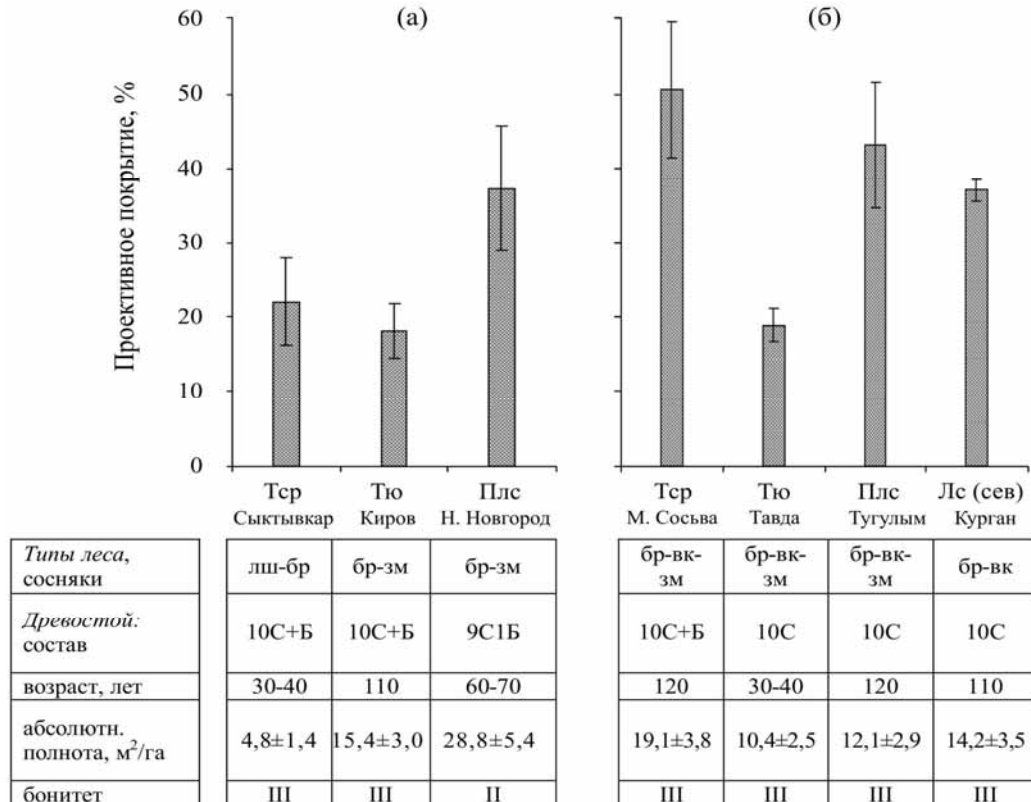 (а) (б)
Проективное покрытие, %
60
50
40
30
20
10
0
Тср Тю Плс Тср Тю Плс Лс (сев)
Сыктывкар Киров Н. Новгород М. Сосьва Тавда Тугулым Курган
Типы леса,
сосняки
лш-бр бр-зм бр-зм бр-вк-
зм бр-вк-
зм бр-вк-
зм бр-вк
Древостой:
состав
10С+Б 10С+Б 9С1Б 10С+Б 10С 10С 10С
возраст, лет 30-40 110 60-70 120 30-40 120 110
абсолютн.
полнота, м²/га
4,8±1,4 15,4±3,0 28,8±5,4 19,1±3,8 10,4±2,5 12,1±2,9 14,2±3,5
бонитет III III II III III III III